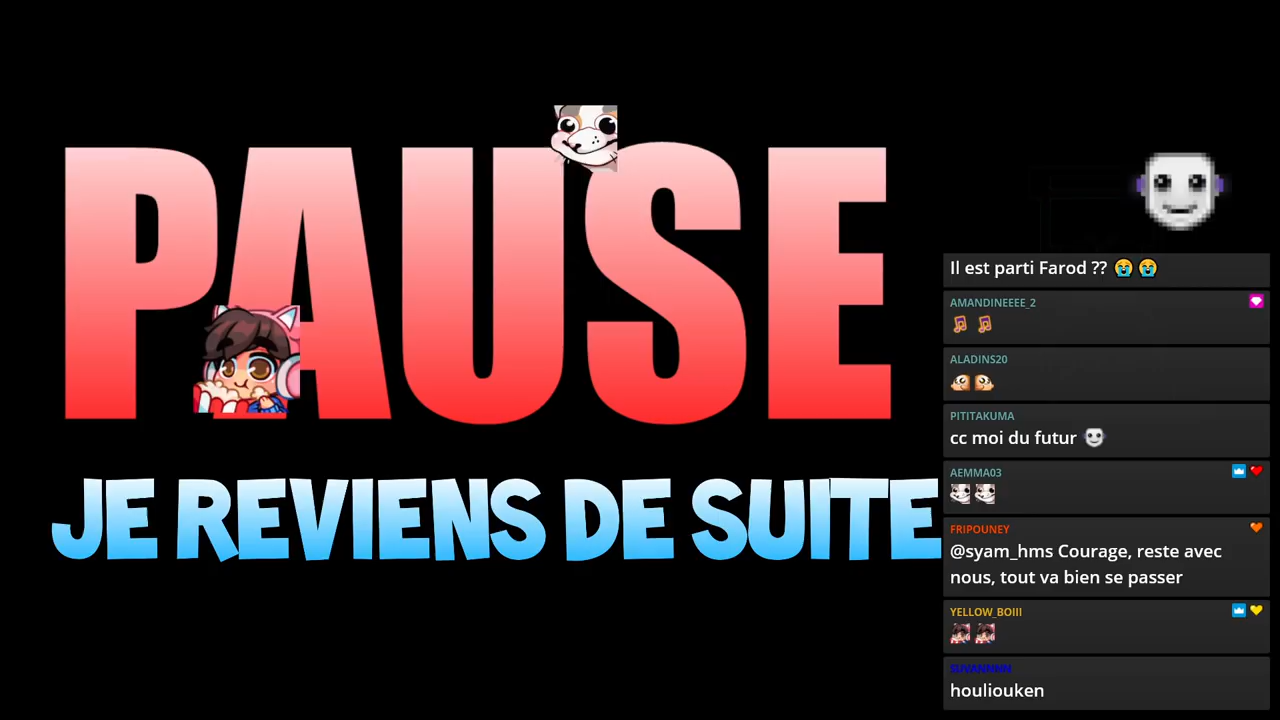 PAUSE
JE REVIENS DE SUITE
Il est parti Farod ?? 😭 😭
AMANDINEEEE_2
ALADINS20
PITITAKUMA
cc moi du futur
AEMMA03
FRIPOUNEY
@syam_hms Courage, reste avec
nous, tout va bien se passer
YELLOW_BOIII
SUVANNNN
houliouken